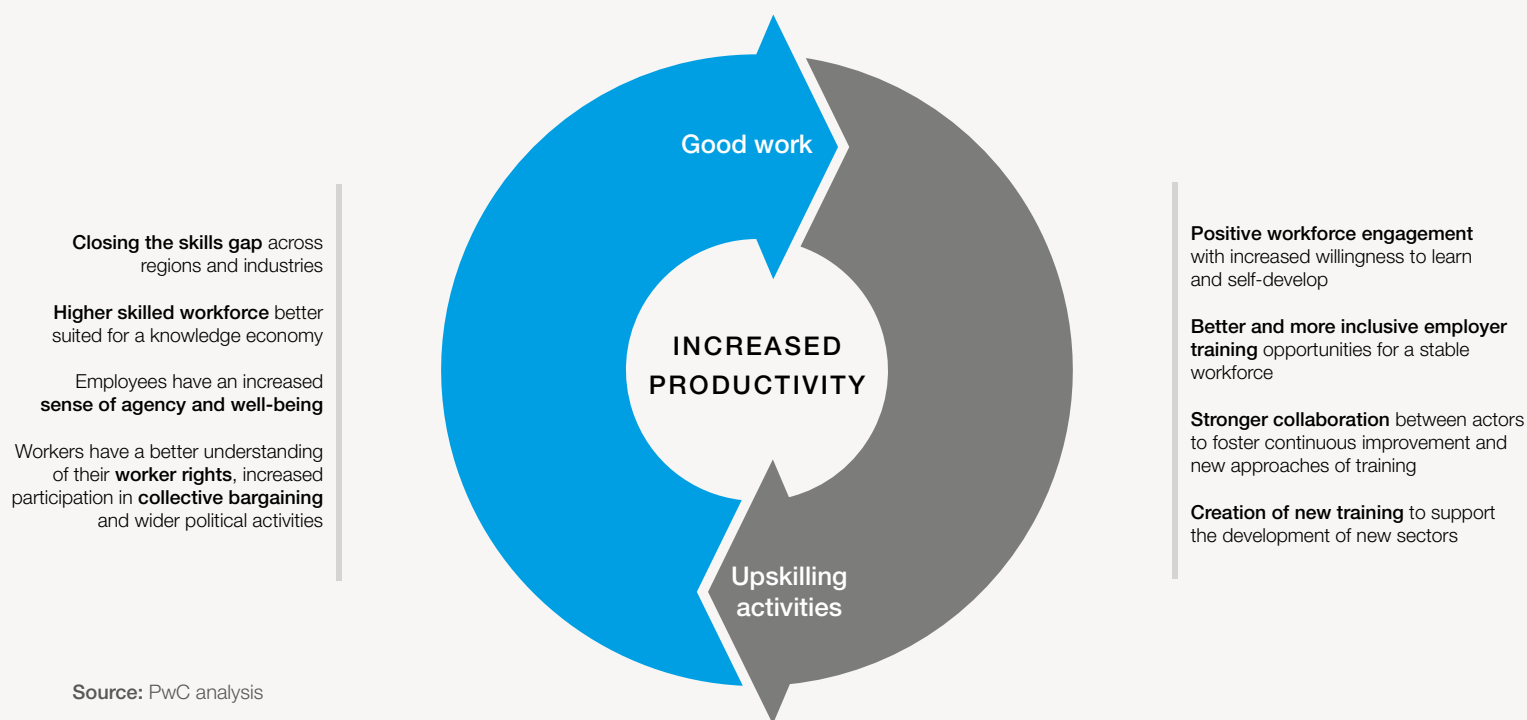 Good work
Closing the skills gap across
regions and industries
Higher skilled workforce better
suited for a knowledge economy
Employees have an increased
sense of agency and well-being
Workers have a better understanding
of their worker rights, increased
participation in collective bargaining
and wider political activities
INCREASED
PRODUCTIVITY
Positive workforce engagement
with increased willingness to learn
and self-develop
Better and more inclusive employer
training opportunities for a stable
workforce
Stronger collaboration between actors
to foster continuous improvement and
new approaches of training
Creation of new training to support
the development of new sectors
Upskilling
activities
Source: PwC analysis